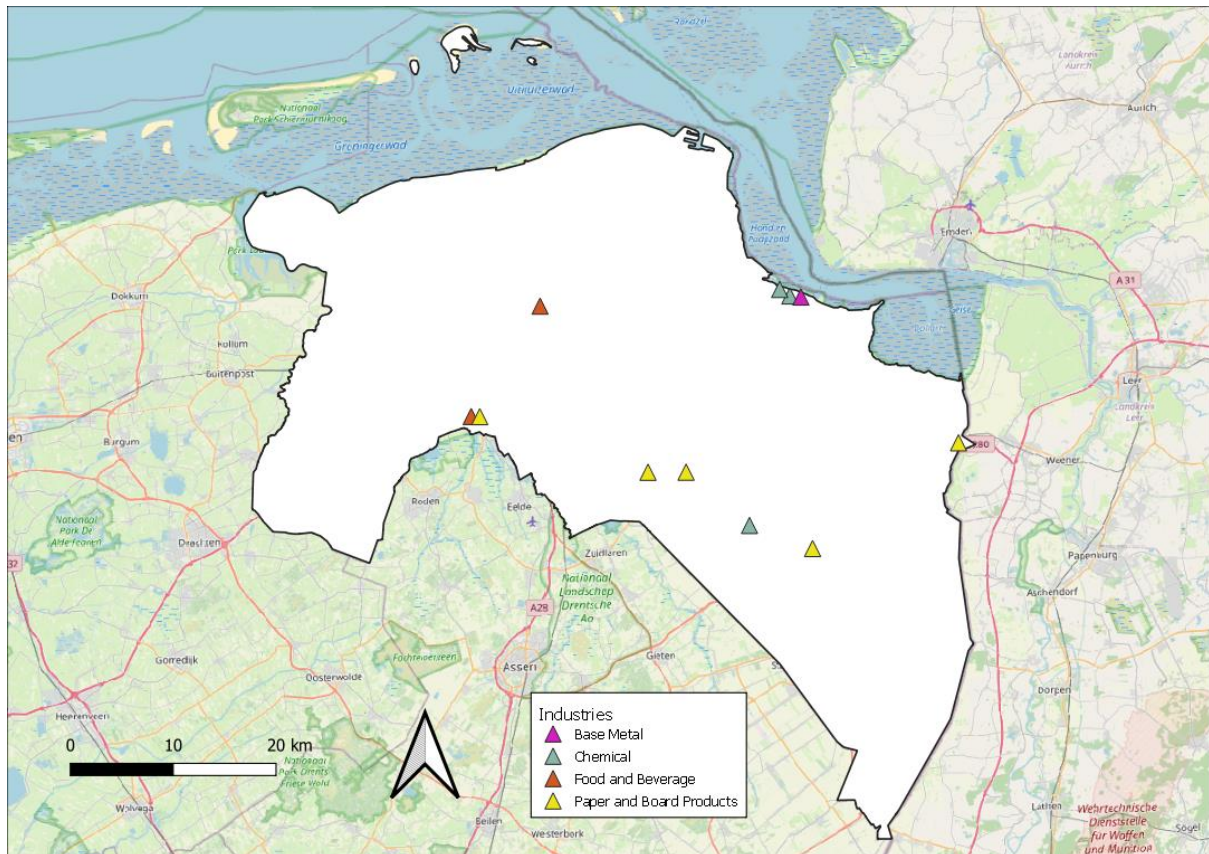 Landkreis
Aurich
Aurich
Uithuizerwad
Nationaal
Park Schiermonnikoog
Groningerwad
Emden
Hond en
Paapzand
A 31
Dollard
Geise
Dokkum
Kollum
Buitenpost
Leer
Landkreis
Leer
Burgum
Weener
Roden
Eelde
Nationaal
Park De
Alde Feanen
Drachten
32
Zuidlaren
Papenburg
Aschendorf
Nationaal
Landschap
Drentsche
Aa
A28
Fochteloërveen
Assen
Gieten
Gorredijk
Oosterwolde
Dörpen
Heerenveen
Industries
Base Metal
Chemical
Food and Beverage
Paper and Board Products
0 10 20 km
Nationaal
Park Drents
Friese Wold
Wolvega
Beilen
Westerbork
Lathen
Wehrtechnische
Dienststelle
für Waffen
und Munition
Sögel